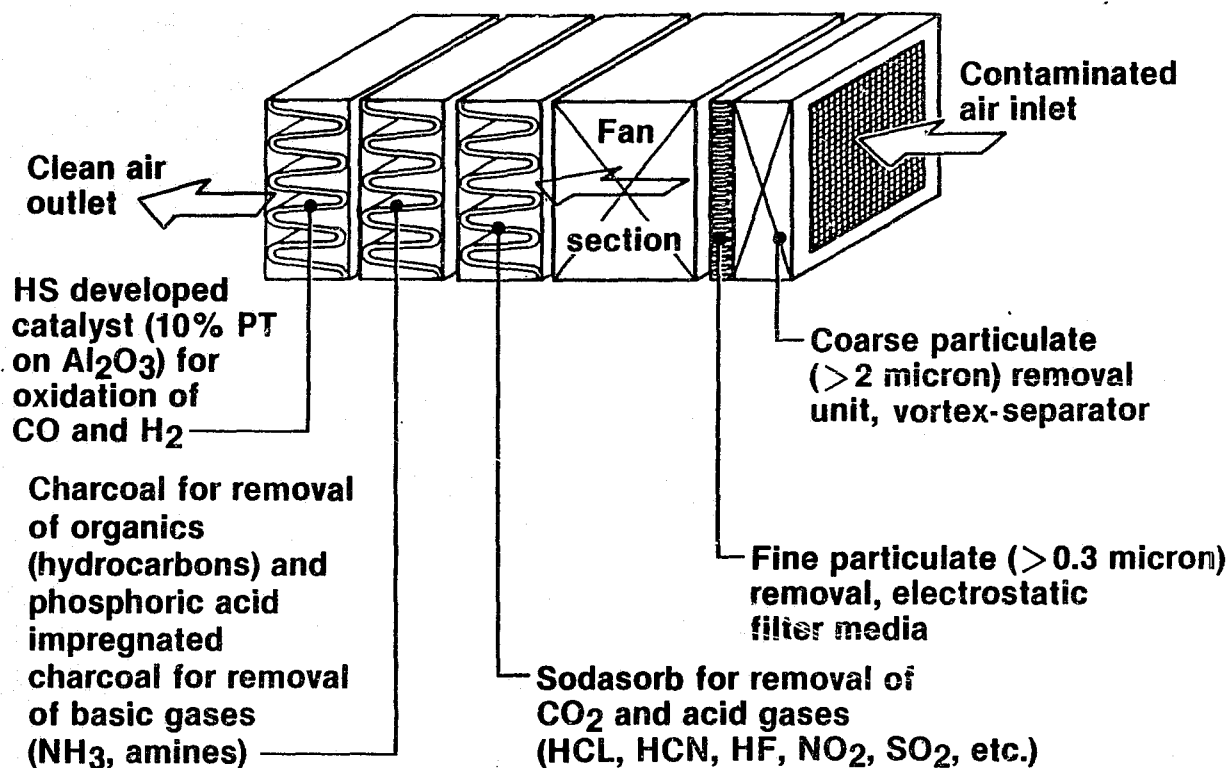 Contaminated
air inlet
Fan
section
Clean air
outlet
HS developed
catalyst (10% PT
on Al₂O₃) for
oxidation of
CO and H₂
Coarse particulate
(>2 micron) removal
unit, vortex-separator
Charcoal for removal
of organics
(hydrocarbons) and
phosphoric acid
impregnated
charcoal for removal
of basic gases
(NH₃, amines)
Fine particulate (>0.3 micron)
removal, electrostatic
filter media
Sodasorb for removal of
CO₂ and acid gases
(HCL, HCN, HF, NO₂, SO₂, etc.)